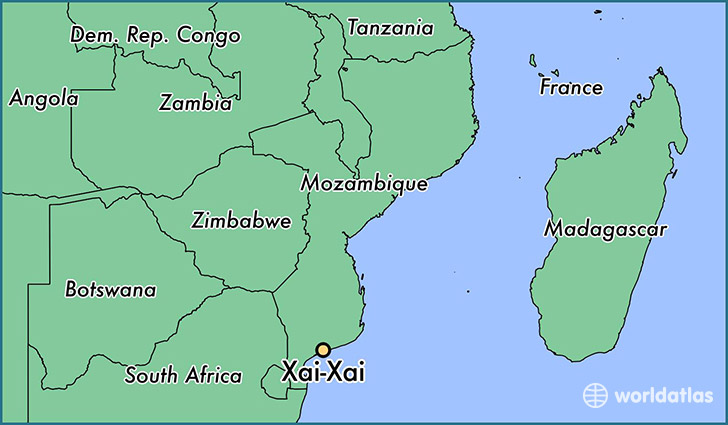 Tanzania
Dem. Rep. Congo
France
Angola
Zambia
Mozambique
Zimbabwe
Madagascar
Botswana
South Africa
Xai-Xai
worldatlas